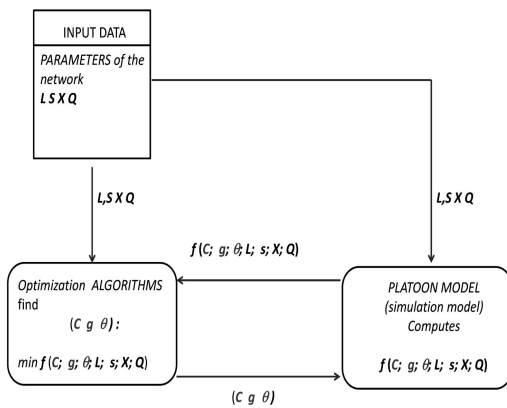 INPUT DATA
PARAMETERS of the
network
L S X Q
L,S X Q
L,S X Q
f (C; g; θ; L; s; X; Q)
Optimization ALGORITHMS
find
(C g θ) :
min f (C; g; θ; L; s; X; Q)
PLATOON MODEL
(simulation model)
Computes
f (C; g; θ; L; s; X; Q)
(C g θ)